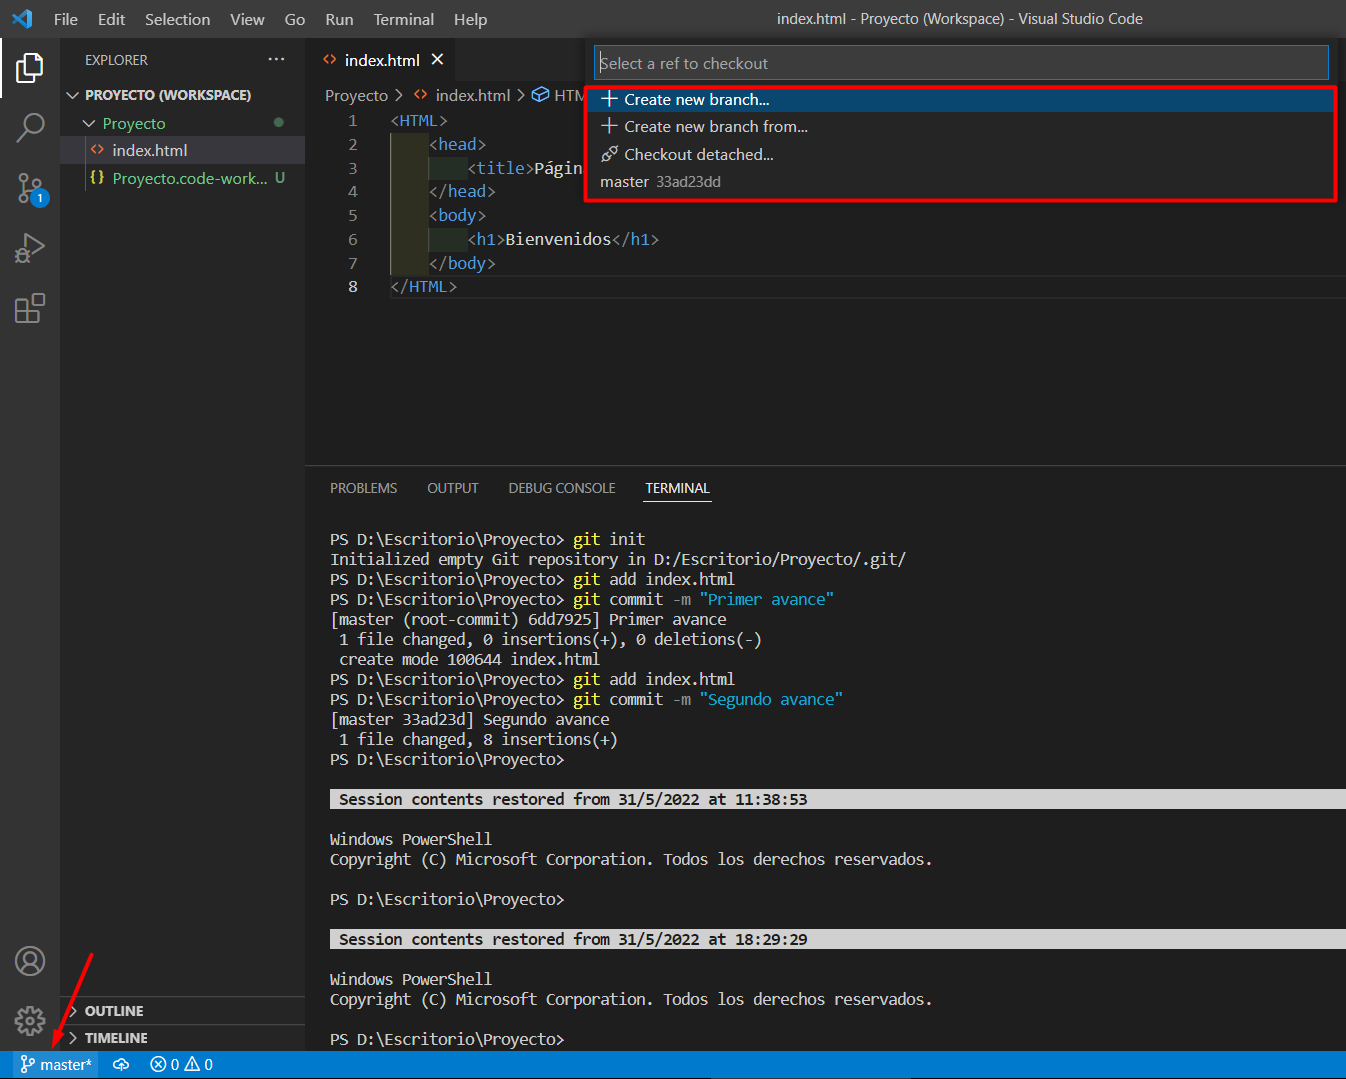 File Edit Selection View Go Run Terminal Help
index.html - Proyecto (Workspace) - Visual Studio Code
EXPLORER ···
PROYECTO (WORKSPACE)
Proyecto
index.html
{} Proyecto.code-work... U
1
<> index.html ×
Proyecto > <> index.html > HTM
Select a ref to checkout
+ Create new branch...
+ Create new branch from...
Checkout detached...
master 33ad23dd
1 <HTML>
2 <head>
3 <title>Págin
4 </head>
5 <body>
6 <h1>Bienvenidos</h1>
7 </body>
8 </HTML>
PROBLEMS OUTPUT DEBUG CONSOLE TERMINAL
PS D:\Escritorio\Proyecto> git init
Initialized empty Git repository in D:/Escritorio/Proyecto/.git/
PS D:\Escritorio\Proyecto> git add index.html
PS D:\Escritorio\Proyecto> git commit -m "Primer avance"
[master (root-commit) 6dd7925] Primer avance
1 file changed, 0 insertions(+), 0 deletions(-)
create mode 100644 index.html
PS D:\Escritorio\Proyecto> git add index.html
PS D:\Escritorio\Proyecto> git commit -m "Segundo avance"
[master 33ad23d] Segundo avance
1 file changed, 8 insertions(+)
PS D:\Escritorio\Proyecto>
Session contents restored from 31/5/2022 at 11:38:53
Windows PowerShell
Copyright (C) Microsoft Corporation. Todos los derechos reservados.
PS D:\Escritorio\Proyecto>
Session contents restored from 31/5/2022 at 18:29:29
Windows PowerShell
Copyright (C) Microsoft Corporation. Todos los derechos reservados.
PS D:\Escritorio\Proyecto>
OUTLINE
TIMELINE
master* 0 0